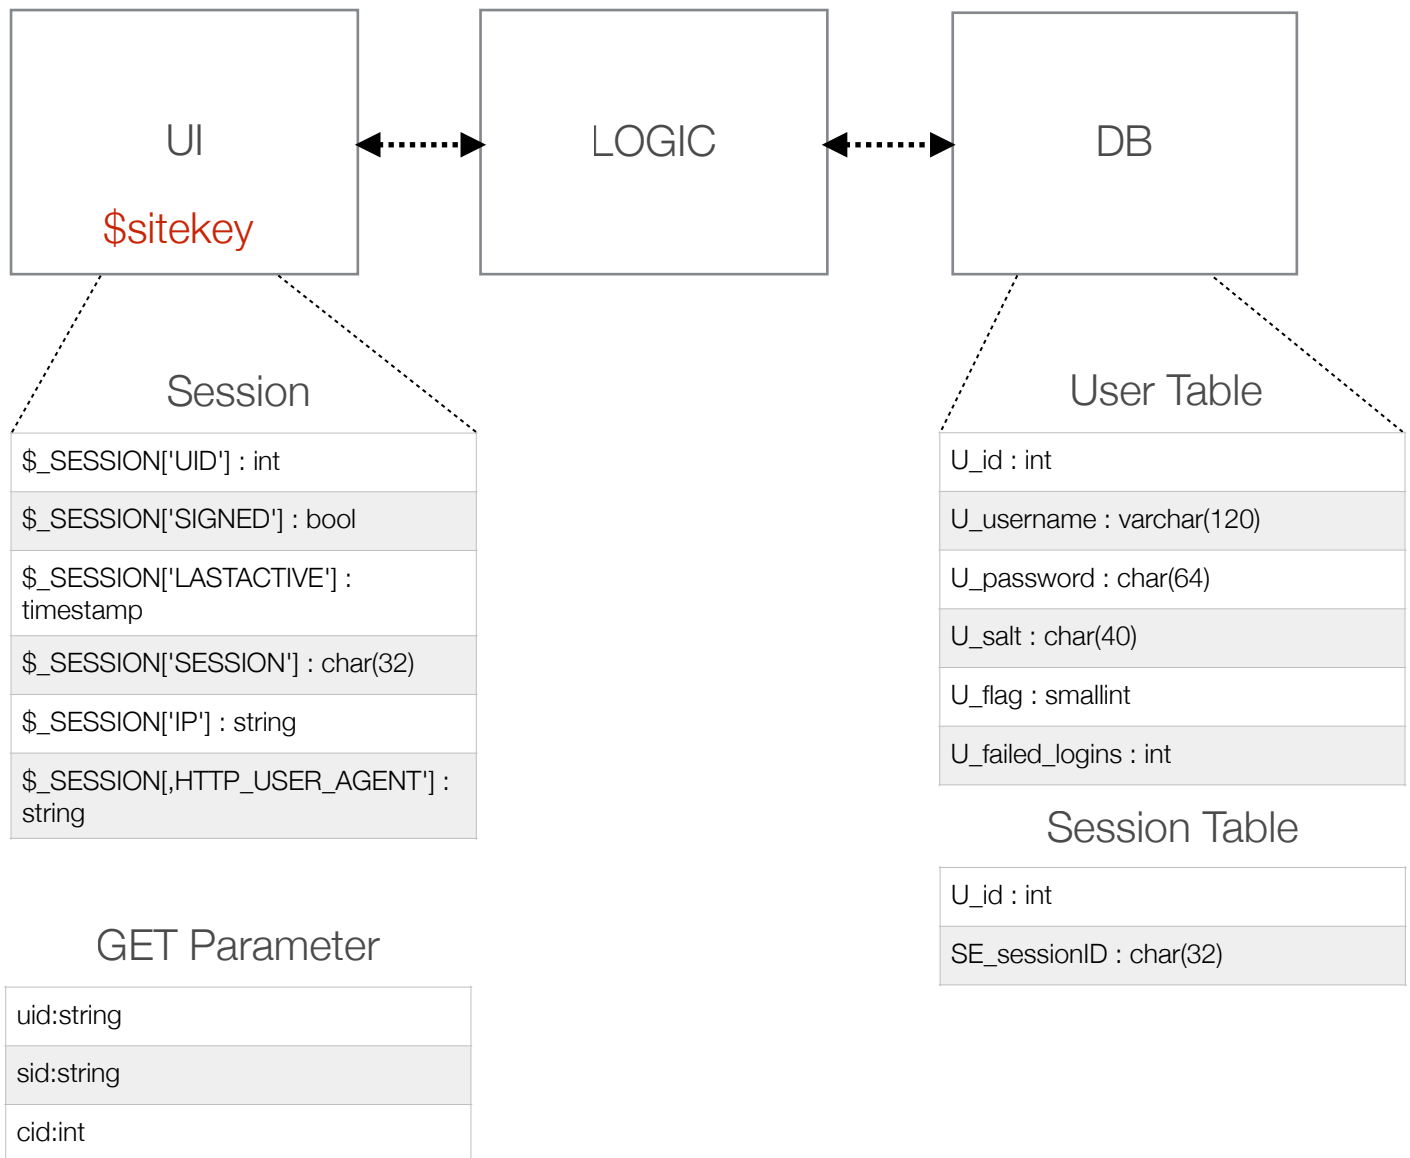 UI
$sitekey
LOGIC
DB
Session
$_SESSION['UID'] : int
$_SESSION['SIGNED'] : bool
$_SESSION['LASTACTIVE'] :
timestamp
$_SESSION['SESSION'] : char(32)
$_SESSION['IP'] : string
$_SESSION[,HTTP_USER_AGENT'] :
string
GET Parameter
uid:string
sid:string
cid:int
User Table
U_id : int
U_username : varchar(120)
U_password : char(64)
U_salt : char(40)
U_flag : smallint
U_failed_logins : int
Session Table
U_id : int
SE_sessionID : char(32)